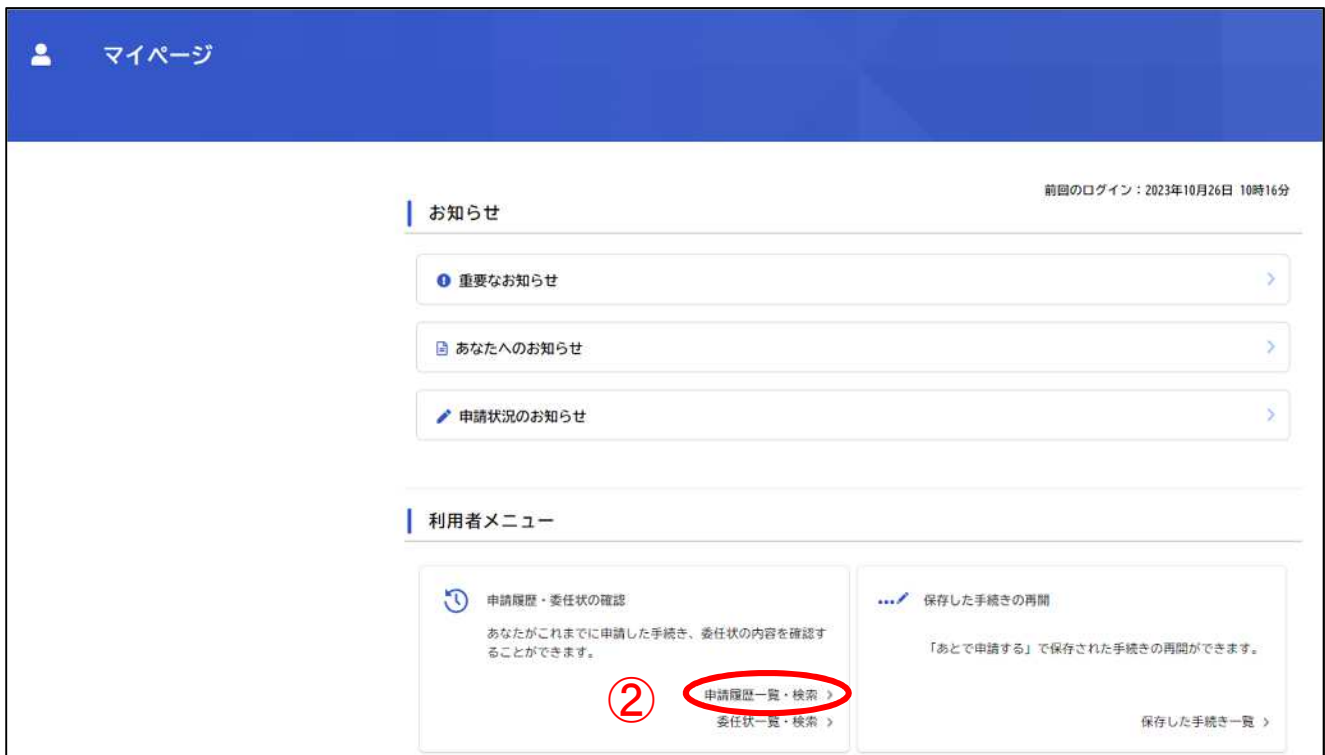 マイページ
前回のログイン：2023年10月26日 10時16分
お知らせ
重要なお知らせ
あなたへのお知らせ
申請状況のお知らせ
利用者メニュー
申請履歴・委任状の確認
あなたがこれまでに申請した手続き、委任状の内容を確認す
ることができます。
②
申請履歴一覧・検索
委任状一覧・検索
保存した手続きの再開
「あとで申請する」で保存された手続きの再開ができます。
保存した手続き一覧